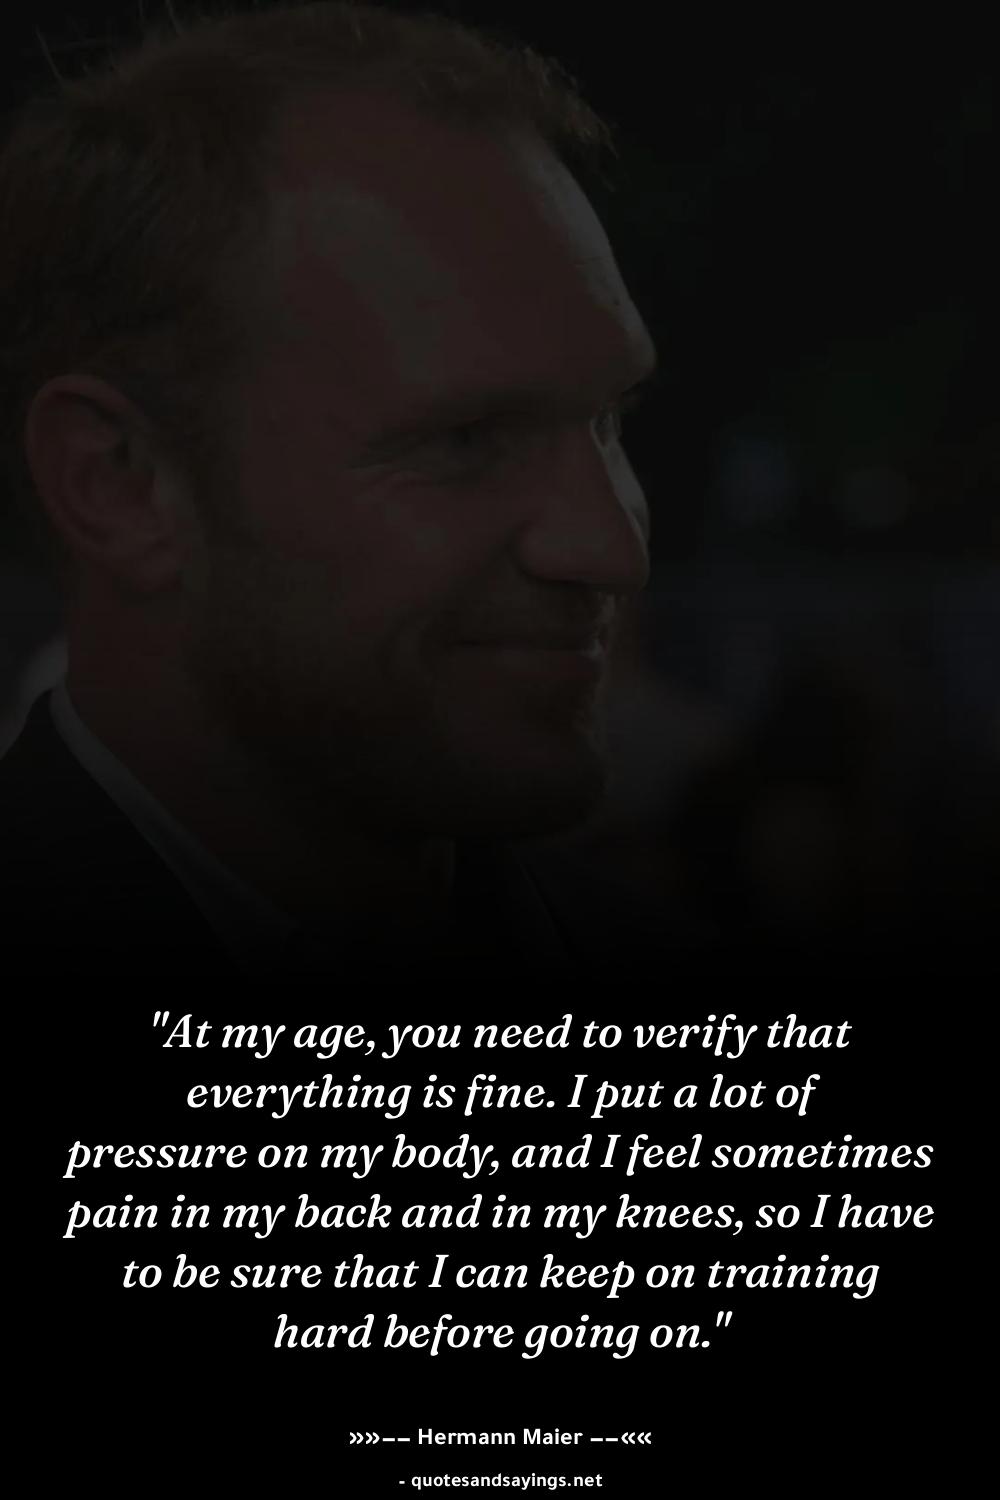 "At my age, you need to verify that
everything is fine. I put a lot of
pressure on my body, and I feel sometimes
pain in my back and in my knees, so I have
to be sure that I can keep on training
hard before going on."
»»−− Hermann Maier −−««
- quotesandsayings.net